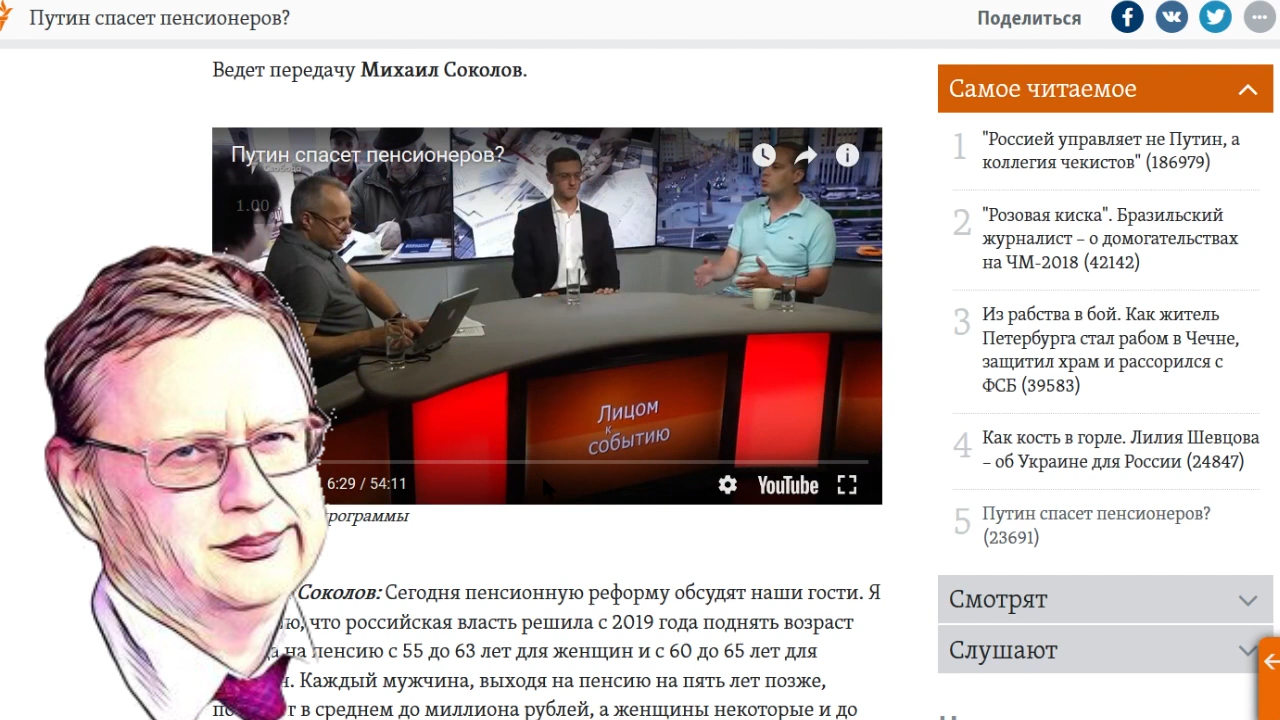 Путин спасет пенсионеров?
Поделиться
Ведет передачу Михаил Соколов.
Путин спасет пенсионеров?
Свобода
1.00
Лицом
к
событию
6:29 / 54:11
YouTube
Соколов: Сегодня пенсионную реформу обсудят наши гости. Я
что российская власть решила с 2019 года поднять возраст
на пенсию с 55 до 63 лет для женщин и с 60 до 65 лет для
Каждый мужчина, выходя на пенсию на пять лет позже,
в среднем до миллиона рублей, а женщины некоторые и до
Самое читаемое
1 "Россией управляет не Путин, а
коллегия чекистов" (186979)
2 "Розовая киска". Бразильский
журналист – о домогательствах
на ЧМ-2018 (42142)
3 Из рабства в бой. Как житель
Петербурга стал рабом в Чечне,
защитил храм и рассорился с
ФСБ (39583)
4 Как кость в горле. Лилия Шевцова
– об Украине для России (24847)
5 Путин спасет пенсионеров?
(23691)
Смотрят
Слушают